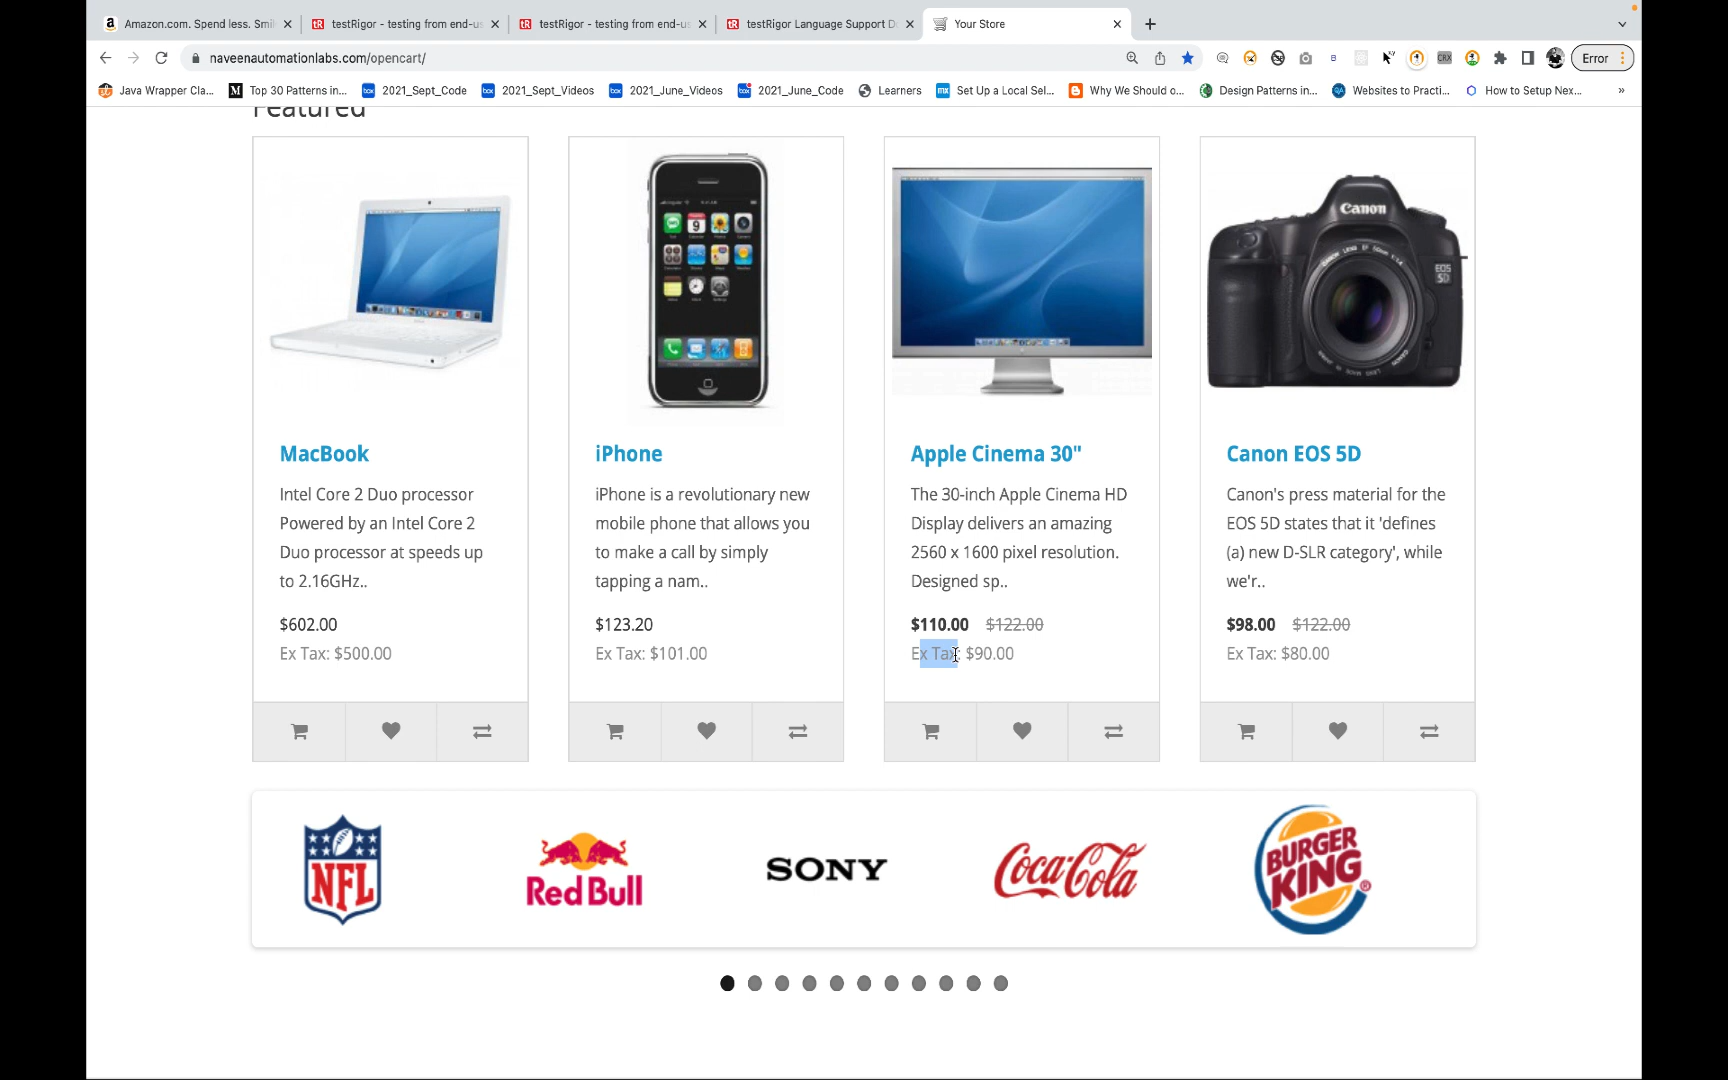 Amazon.com. Spend less. Smil
testRigor - testing from end-us
testRigor - testing from end-us
testRigor Language Support D
Your Store
naveenautomationlabs.com/opencart/
Error
Java Wrapper Cla...
Top 30 Patterns in...
2021_Sept_Code
2021_Sept_Videos
2021_June_Videos
2021_June_Code
Learners
Set Up a Local Sel...
Why We Should o...
Design Patterns in...
Websites to Practi...
How to Setup Nex...
Featured
Canon
EOS
5D
MacBook
Intel Core 2 Duo processor
Powered by an Intel Core 2
Duo processor at speeds up
to 2.16GHz..
$602.00
Ex Tax: $500.00
iPhone
iPhone is a revolutionary new
mobile phone that allows you
to make a call by simply
tapping a nam..
$123.20
Ex Tax: $101.00
Apple Cinema 30"
The 30-inch Apple Cinema HD
Display delivers an amazing
2560 x 1600 pixel resolution.
Designed sp..
$110.00 $122.00
Ex Tax: $90.00
Canon EOS 5D
Canon's press material for the
EOS 5D states that it 'defines
(a) new D-SLR category', while
we'r..
$98.00 $122.00
Ex Tax: $80.00
NFL
Red Bull
SONY
Coca-Cola
BURGER
KING